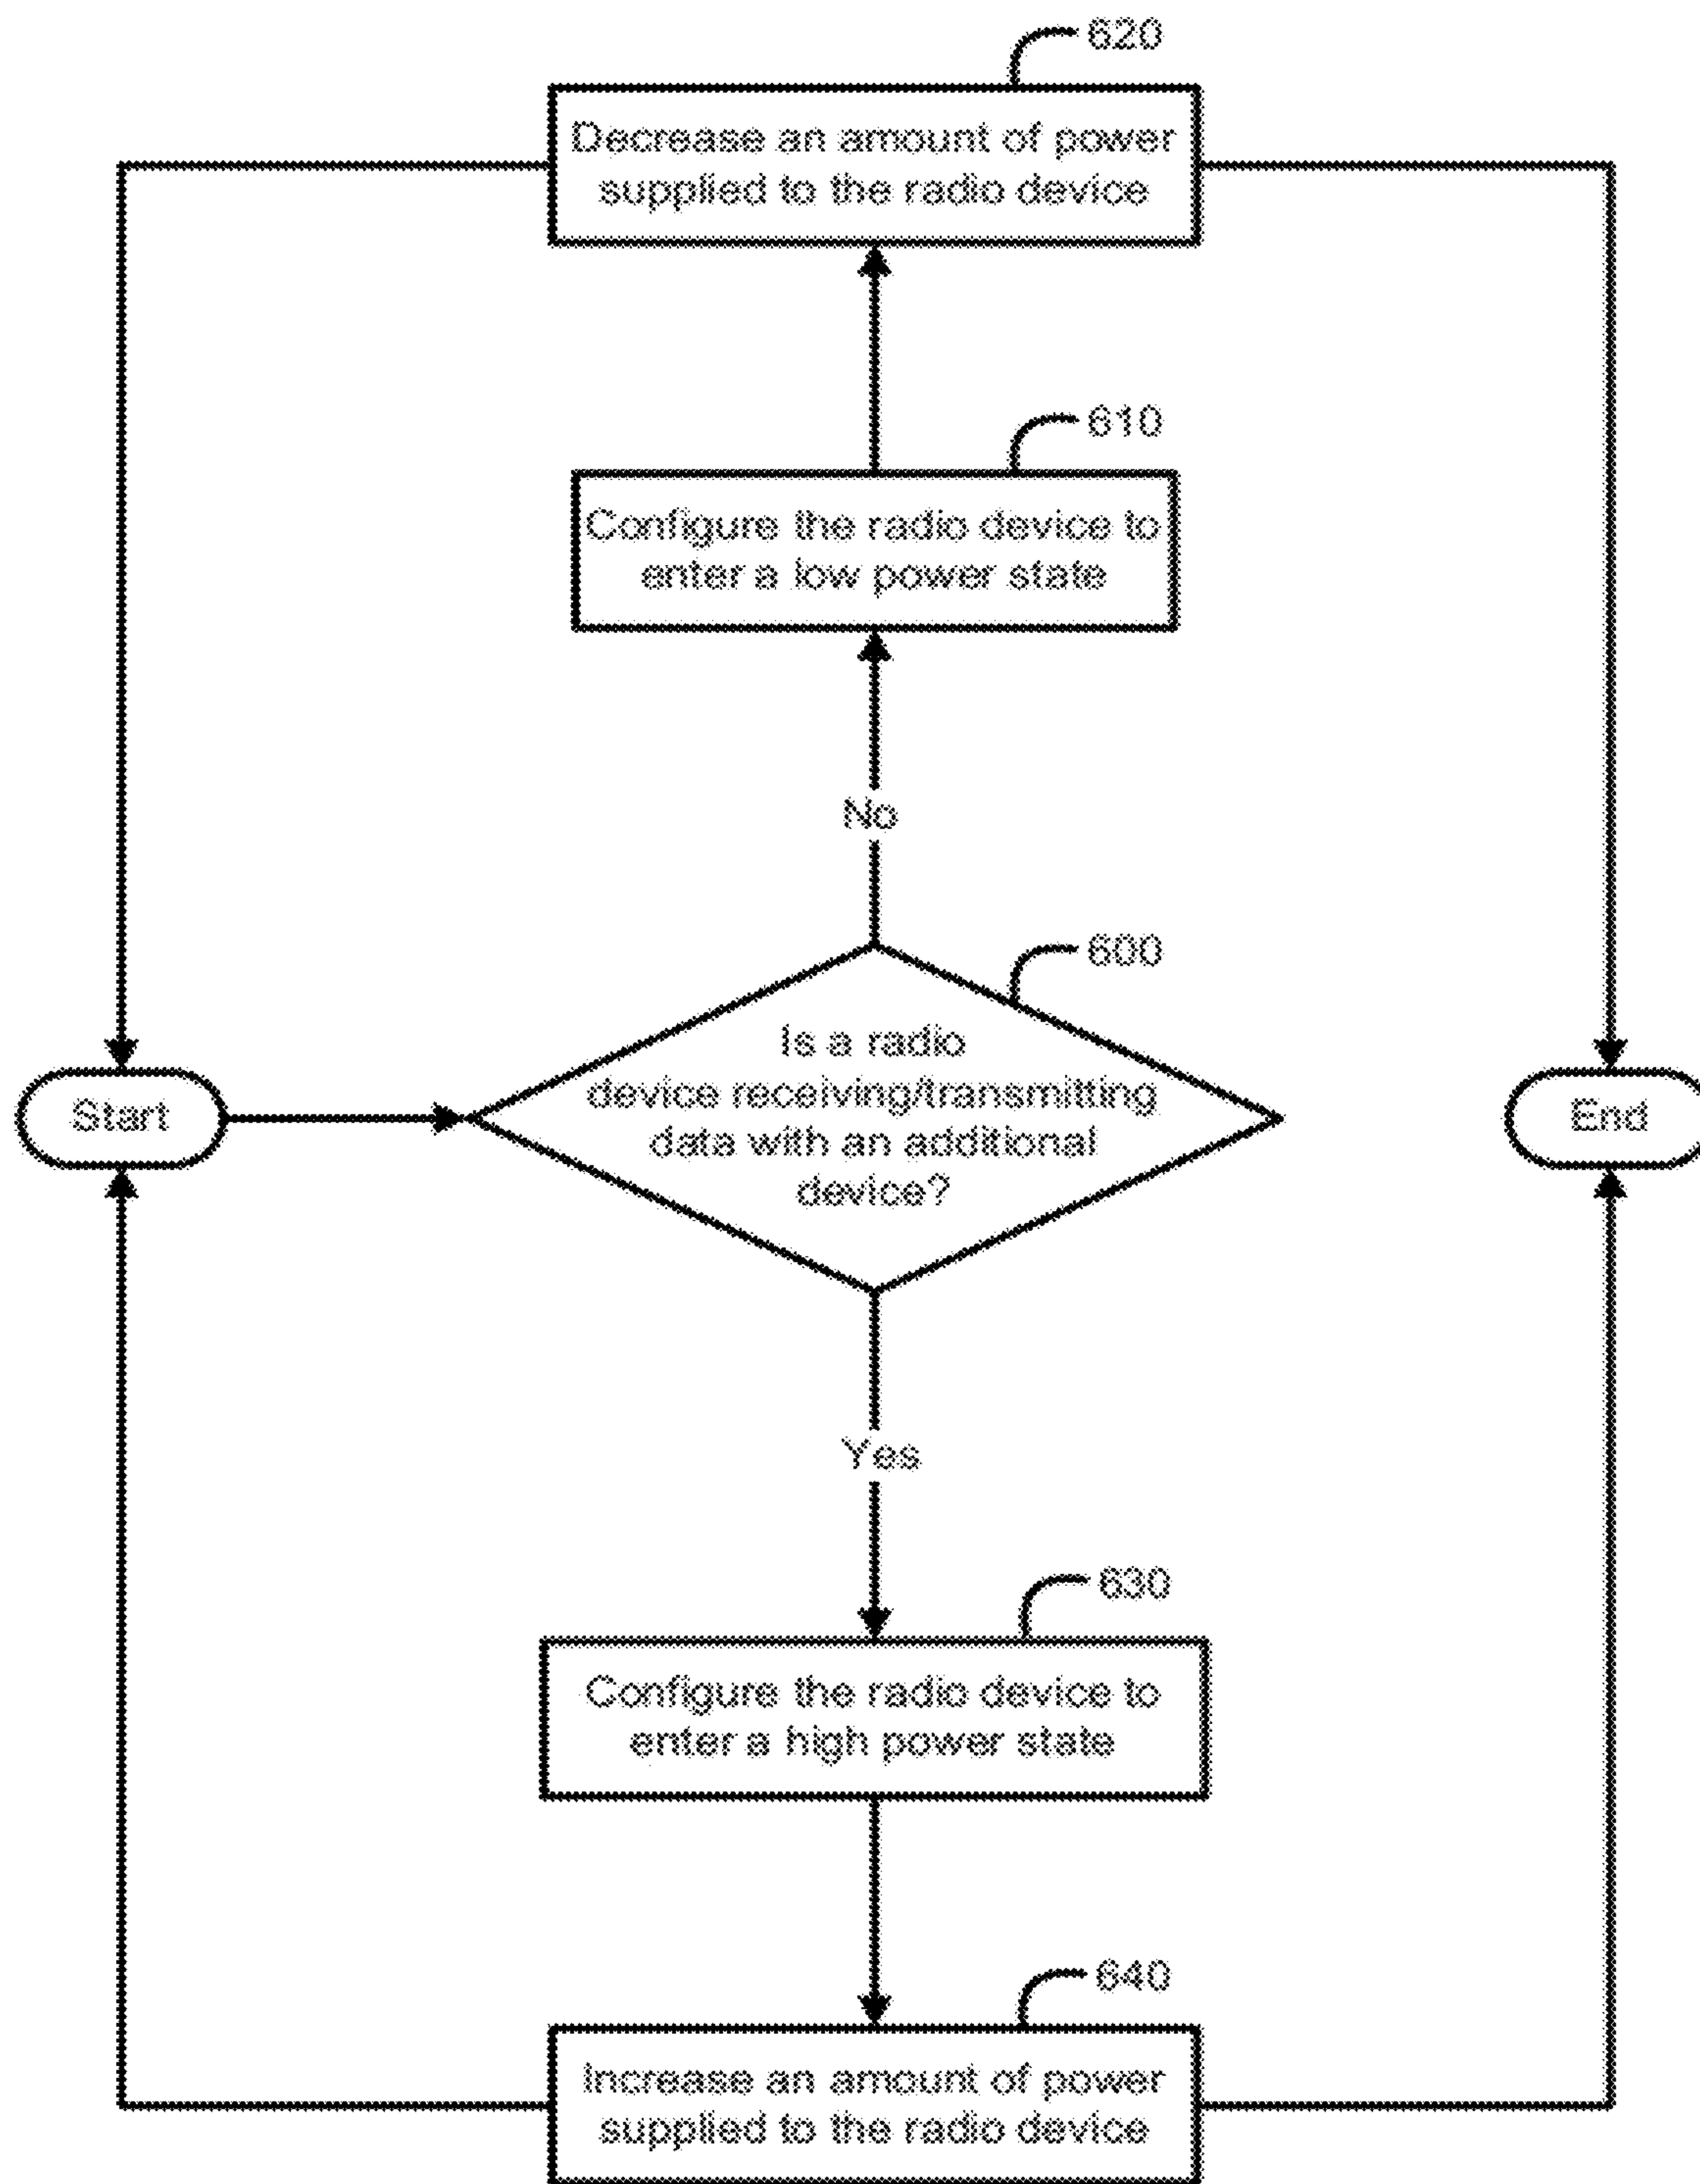 620
Decrease an amount of power
supplied to the radio device
610
Configure the radio device to
enter a low power state
No
600
Is a radio
device receiving/transmitting
data with an additional
device?
Start
End
Yes
630
Configure the radio device to
enter a high power state
640
Increase an amount of power
supplied to the radio device